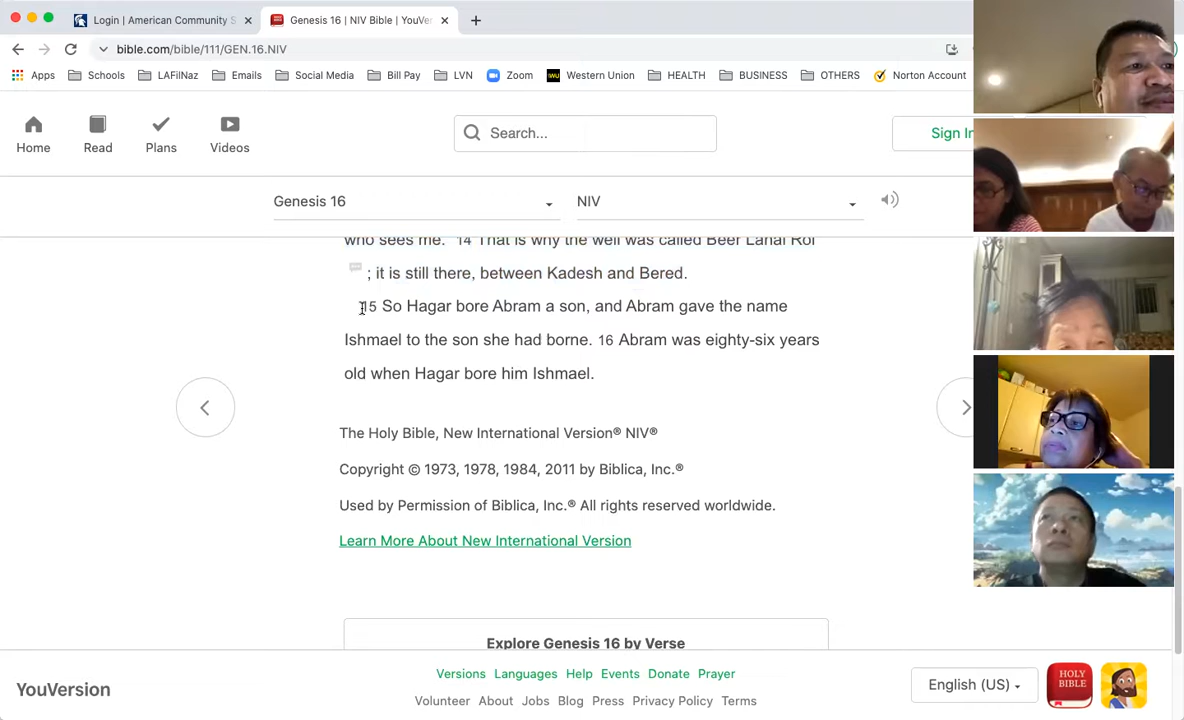 Login | American Community S
Genesis 16 | NIV Bible | YouVer
bible.com/bible/111/GEN.16.NIV
Apps Schools LAFilNaz Emails Social Media Bill Pay LVN Zoom WU Western Union HEALTH BUSINESS OTHERS Norton Account
Home Read Plans Videos
Search...
Sign In
Genesis 16
NIV
who sees me." 14 That is why the well was called Beer Lahai Roi
; it is still there, between Kadesh and Bered.
15 So Hagar bore Abram a son, and Abram gave the name
Ishmael to the son she had borne. 16 Abram was eighty-six years
old when Hagar bore him Ishmael.
The Holy Bible, New International Version® NIV®
Copyright © 1973, 1978, 1984, 2011 by Biblica, Inc.®
Used by Permission of Biblica, Inc.® All rights reserved worldwide.
Learn More About New International Version
Explore Genesis 16 by Verse
YouVersion
Versions Languages Help Events Donate Prayer
Volunteer About Jobs Blog Press Privacy Policy Terms
English (US)
HOLY
BIBLE